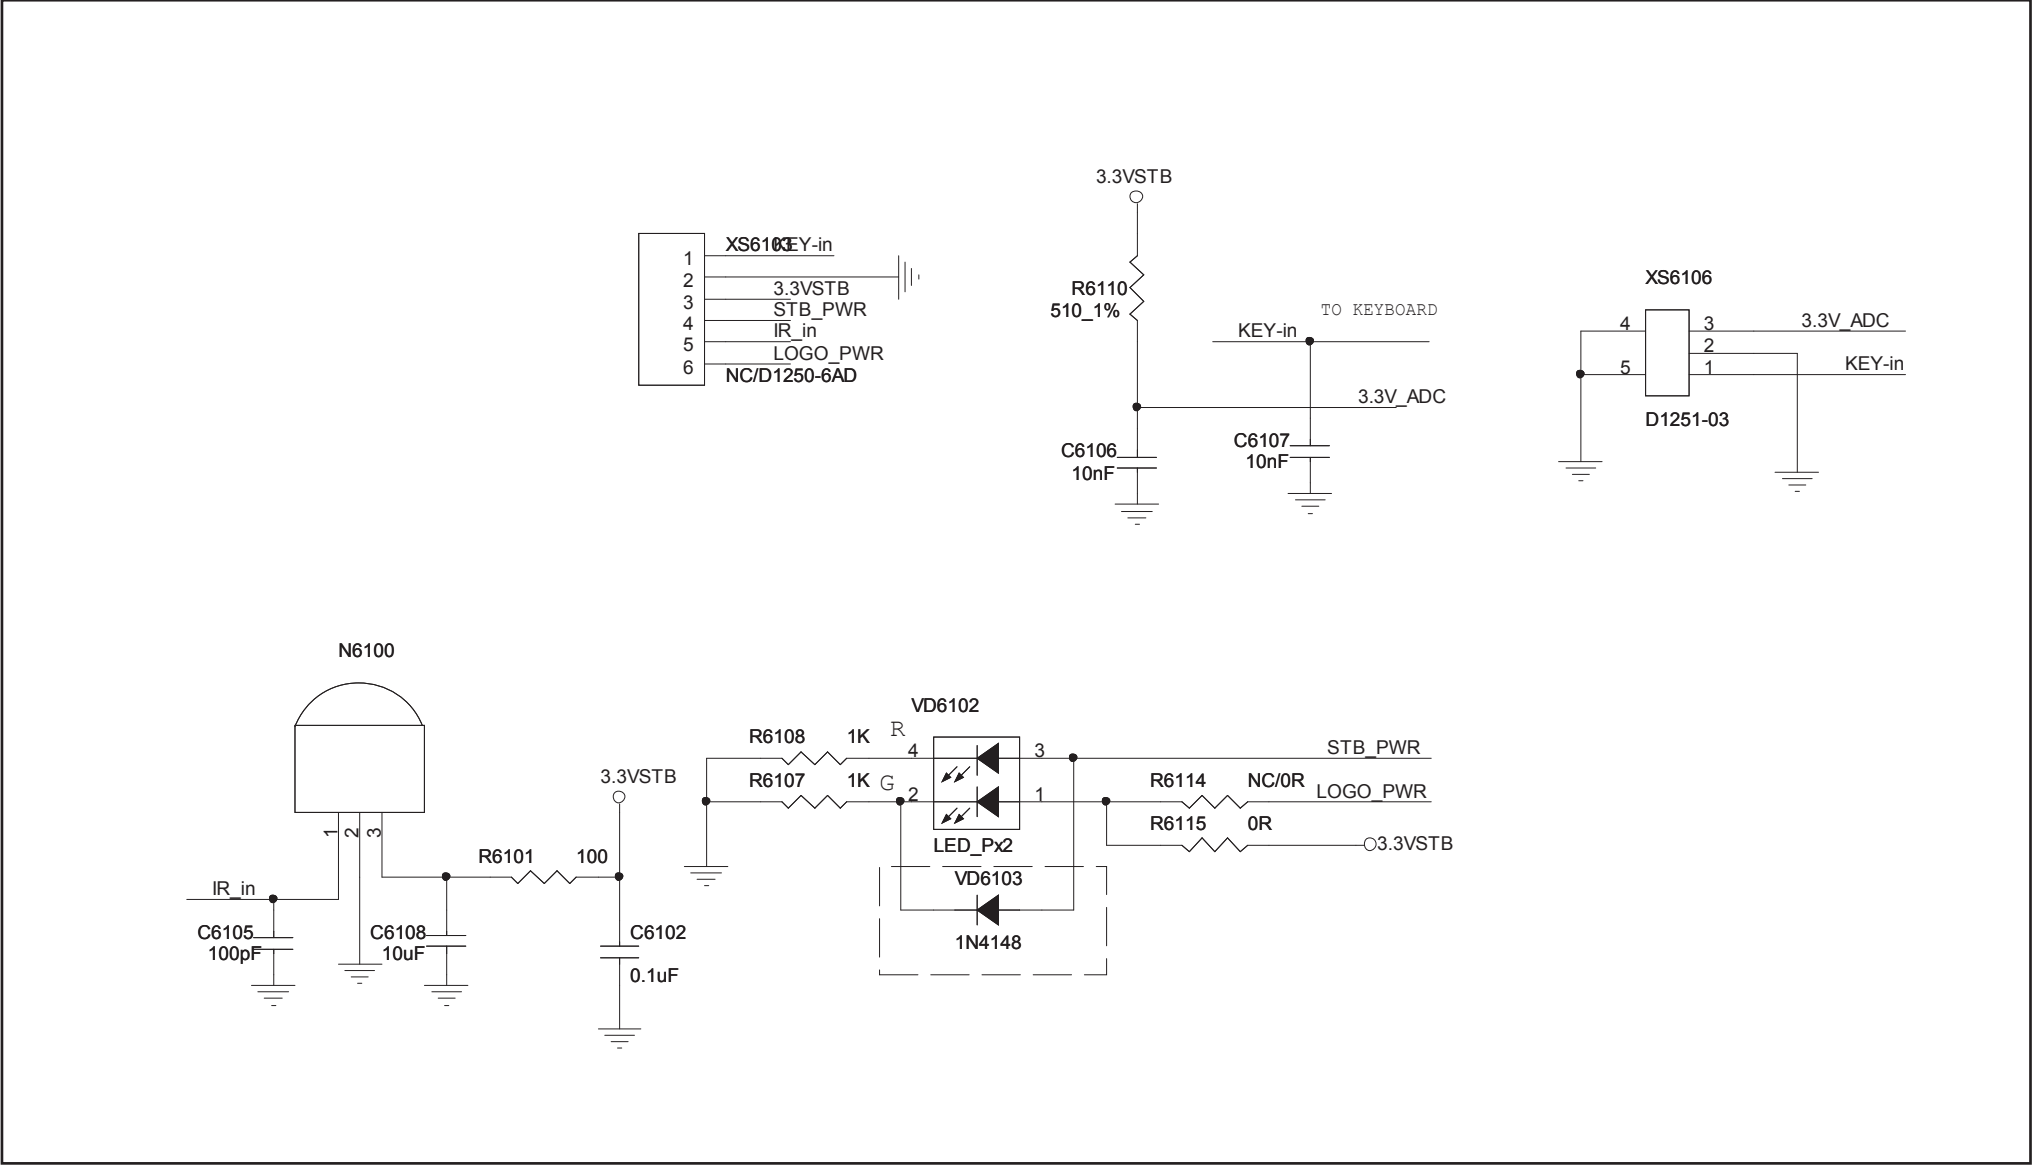 3.3VSTB
XS6103
KEY-in
1
2
3.3VSTB
3
STB_PWR
4
IR_in
5
LOGO_PWR
6
NC/D1250-6AD
R6110
510_1%
TO KEYBOARD
KEY-in
3.3V_ADC
C6106
10nF
C6107
10nF
XS6106
4
3
3.3V_ADC
2
5
1
KEY-in
D1251-03
N6100
1
2
3
3.3VSTB
R6101
100
IR_in
C6105
100pF
C6108
10uF
C6102
0.1uF
VD6102
R6108
1K
R
4
3
STB_PWR
R6107
1K
G
2
1
R6114
NC/0R
LOGO_PWR
R6115
0R
3.3VSTB
LED_Px2
VD6103
1N4148